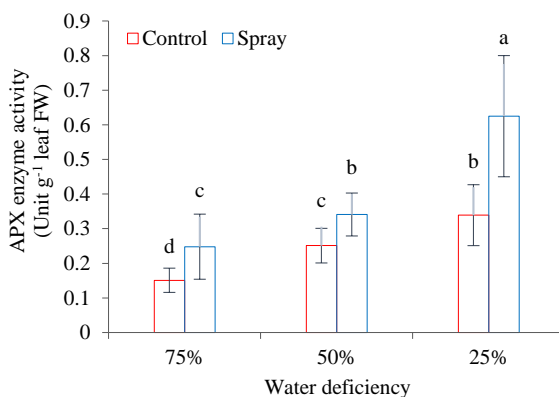 APX enzyme activity
(Unit g⁻¹ leaf FW)
0.9
0.8
0.7
0.6
0.5
0.4
0.3
0.2
0.1
0
Control Spray
d
c
c
b
b
a
75% 50% 25%
Water deficiency